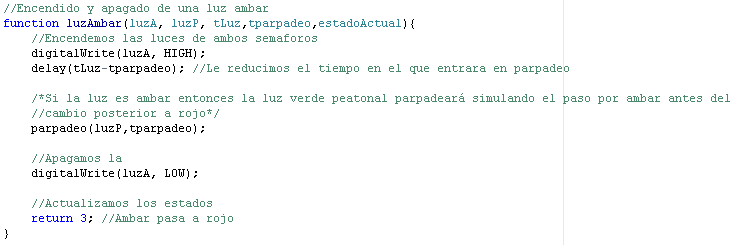 //Encendido y apagado de una luz ambar
function luzAmbar(luzA, luzP, tLuz,tparpadeo,estadoActual){
//Encendemos las luces de ambos semaforos
digitalWrite(luzA, HIGH);
delay(tLuz-tparpadeo); //Le reducimos el tiempo en el que entrara en parpadeo
/*Si la luz es ambar entonces la luz verde peatonal parpadeará simulando el paso por ambar antes del
//cambio posterior a rojo*/
parpadeo(luzP,tparpadeo);
//Apagamos la
digitalWrite(luzA, LOW);
//Actualizamos los estados
return 3; //Ambar pasa a rojo
}